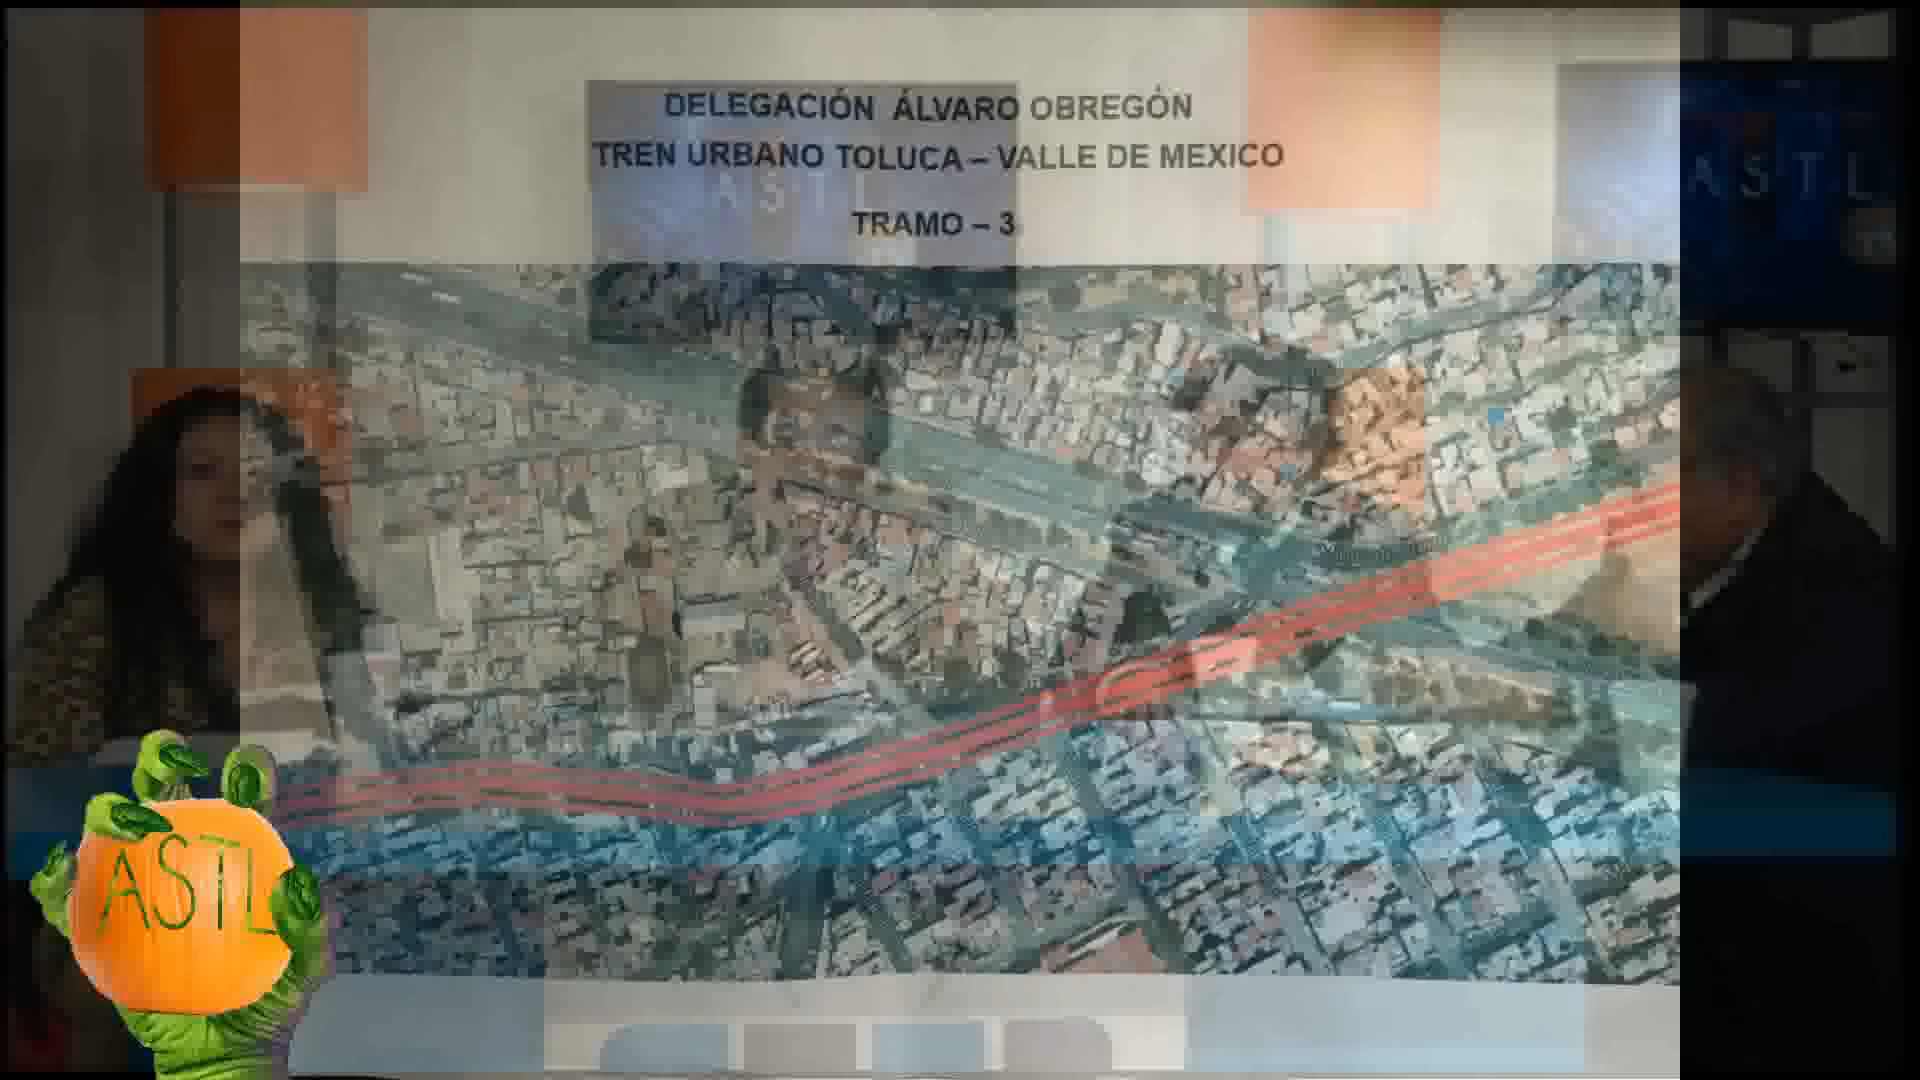 DELEGACIÓN ÁLVARO OBREGÓN
TREN URBANO TOLUCA – VALLE DE MEXICO
ASTL
ASTL
TRAMO – 3
ASTL